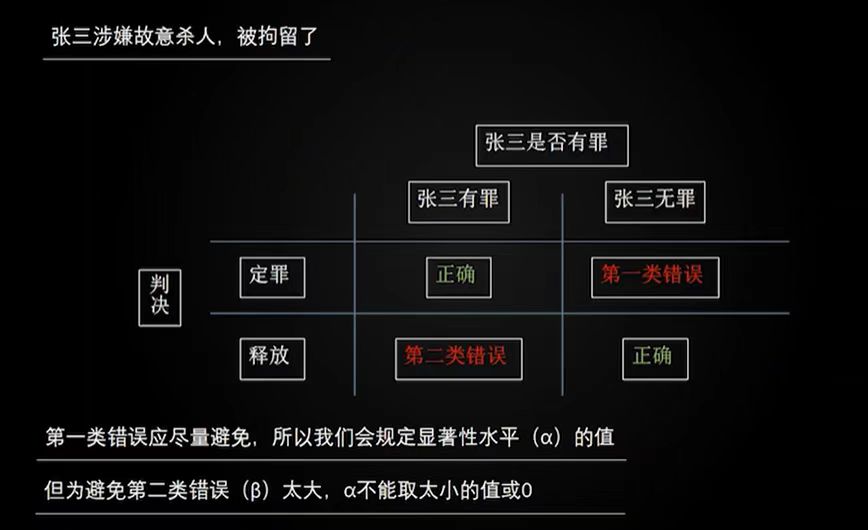 张三涉嫌故意杀人，被拘留了
张三是否有罪
张三有罪
张三无罪
判决
定罪
正确
第一类错误
释放
第二类错误
正确
第一类错误应尽量避免，所以我们会规定显著性水平（α）的值
但为避免第二类错误（β）太大，α不能取太小的值或0